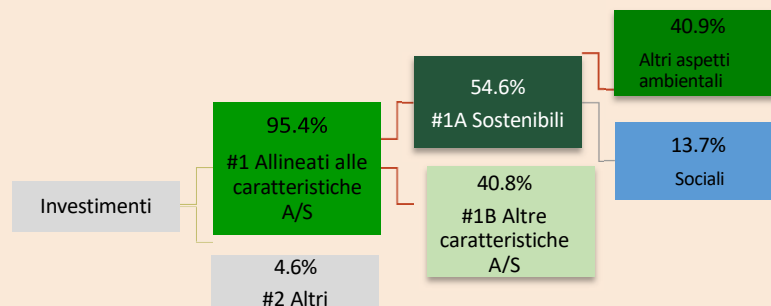 Investimenti
95.4%
#1 Allineati alle
caratteristiche
A/S
4.6%
#2 Altri
54.6%
#1A Sostenibili
40.8%
#1B Altre
caratteristiche
A/S
40.9%
Altri aspetti
ambientali
13.7%
Sociali